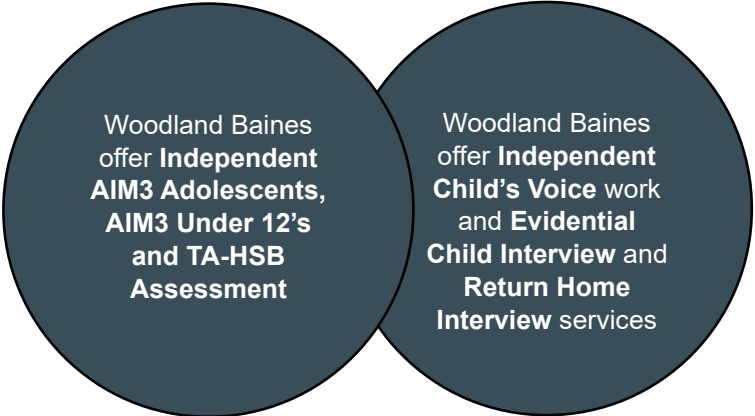 Woodland Baines
offer Independent
AIM3 Adolescents,
AIM3 Under 12's
and TA-HSB
Assessment
Woodland Baines
offer Independent
Child's Voice work
and Evidential
Child Interview and
Return Home
Interview services